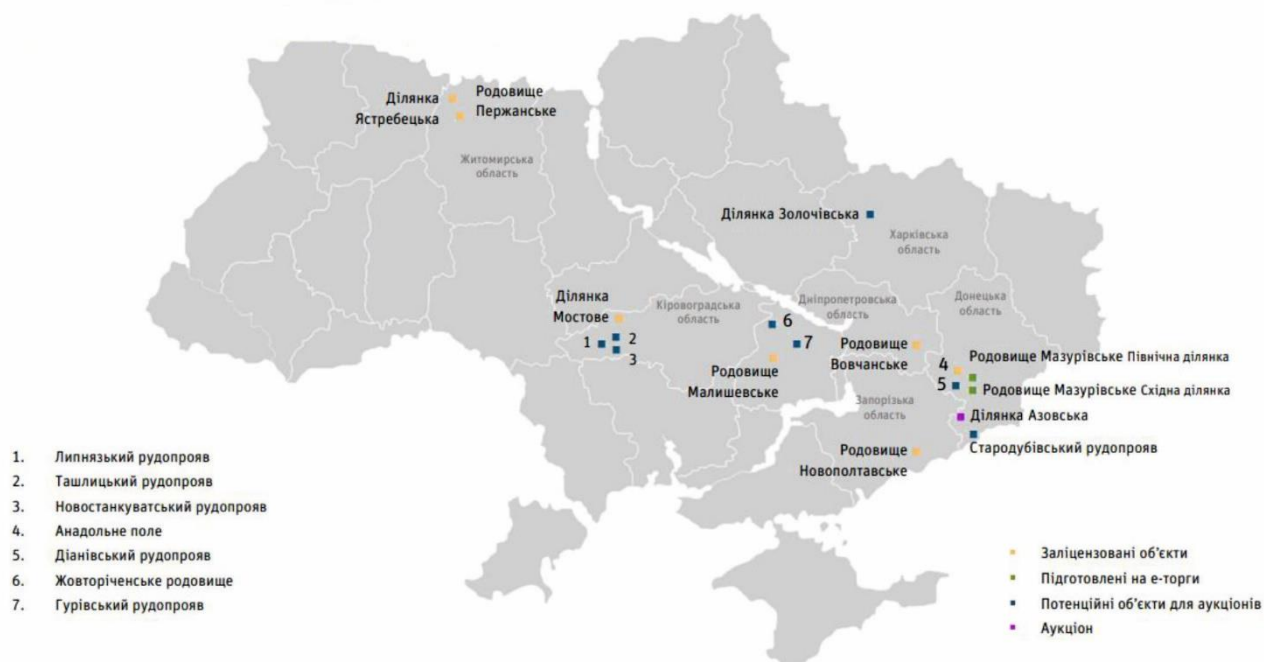 Ділянка
Ястребецька
Родовище
Пержанське
Житомирська
область
Ділянка Золочівська
Харківська
область
Ділянка
Мостове
Кіровоградська
область
Дніпропетровська
область
Донецька
область
1
2
3
6
7
Родовище
Малишевське
Родовище
Вовчанське
4
5
Родовище Мазурівське Північна ділянка
Родовище Мазурівське Східна ділянка
Запорізька
область
Ділянка Азовська
Стародубівський рудопрояв
Родовище
Новополтавське
1. Липнязький рудопрояв
2. Ташлицький рудопрояв
3. Новостанкуватський рудопрояв
4. Анадольне поле
5. Діанівський рудопрояв
6. Жовторіченське родовище
7. Гурівський рудопрояв
Заліцензовані об'єкти
Підготовлені на е-торги
Потенційні об'єкти для аукціонів
Аукціон